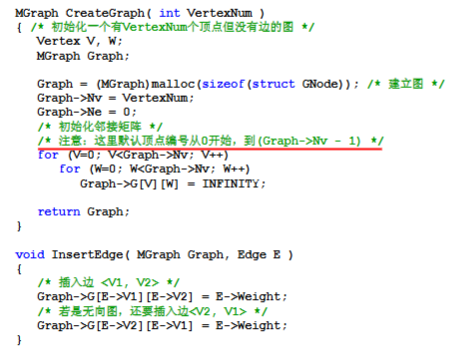 MGraph CreateGraph( int VertexNum )
{ /* 初始化一个有VertexNum个顶点但没有边的图 */
Vertex V, W;
MGraph Graph;
Graph = (MGraph)malloc(sizeof(struct GNode)); /* 建立图 */
Graph->Nv = VertexNum;
Graph->Ne = 0;
/* 初始化邻接矩阵 */
/* 注意：这里默认顶点编号从0开始，到(Graph->Nv - 1) */
for (V=0; V<Graph->Nv; V++)
for (W=0; W<Graph->Nv; W++)
Graph->G[V][W] = INFINITY;
return Graph;
}
void InsertEdge( MGraph Graph, Edge E )
{
/* 插入边 <V1, V2> */
Graph->G[E->V1][E->V2] = E->Weight;
/* 若是无向图，还要插入边<V2, V1> */
Graph->G[E->V2][E->V1] = E->Weight;
}